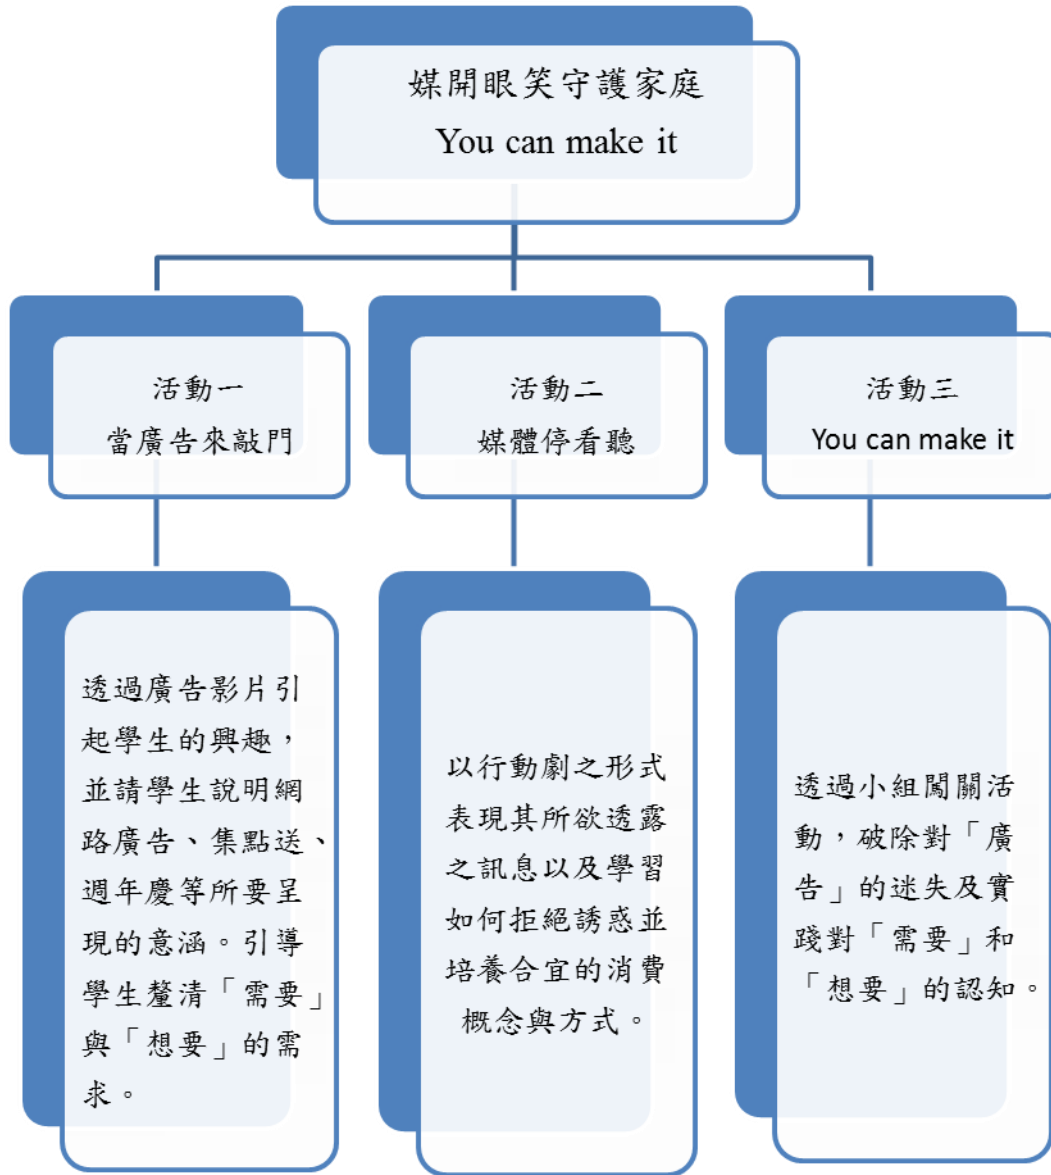 媒開眼笑守護家庭
You can make it
活動一
當廣告來敲門
活動二
媒體停看聽
活動三
You can make it
透過廣告影片引
起學生的興趣，
並請學生說明網
路廣告、集點送、
週年慶等所要呈
現的意涵。引導
學生釐清「需要」
與「想要」的需
求。
以行動劇之形式
表現其所欲透露
之訊息以及學習
如何拒絕誘惑並
培養合宜的消費
概念與方式。
透過小組闖關活
動，破除對「廣
告」的迷失及實
踐對「需要」和
「想要」的認知。